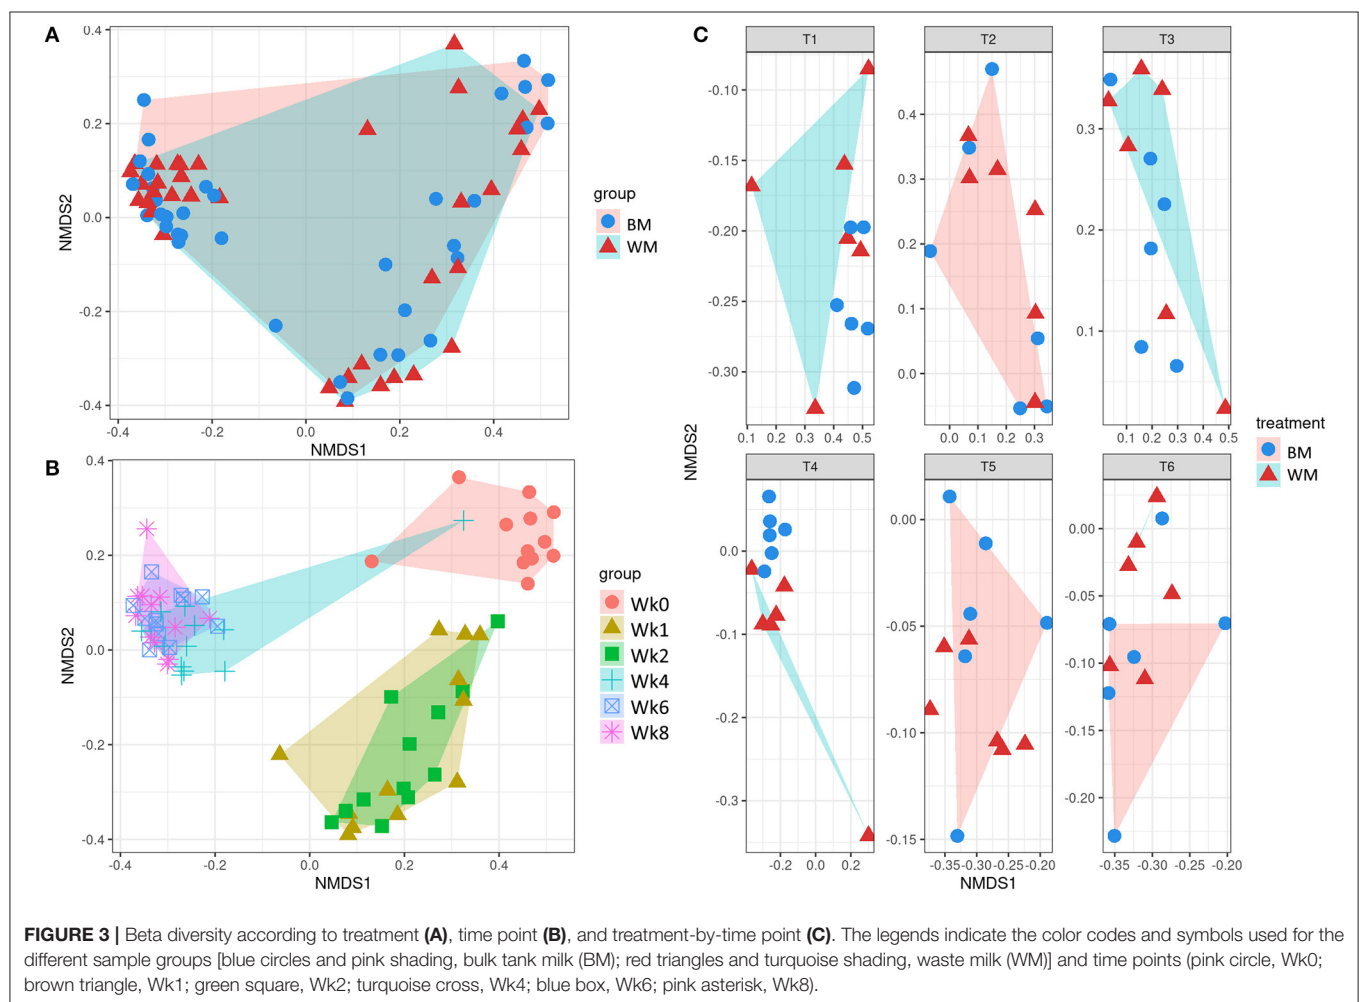 A
0.4
0.2
0.0
-0.2
-0.4
NMDS2
-0.4
-0.2
0.0
0.2
0.4
NMDS1
group
BM
WM
B
0.4
0.2
0.0
-0.2
-0.4
NMDS2
-0.4
-0.2
0.0
0.2
0.4
NMDS1
group
Wk0
Wk1
Wk2
Wk4
Wk6
Wk8
C
NMDS2
T1
-0.10
-0.15
-0.20
-0.25
-0.30
0.1 0.2 0.3 0.4 0.5
T2
0.4
0.3
0.2
0.1
0.0
0.0 0.1 0.2 0.3
T3
0.3
0.2
0.1
0.1 0.2 0.3 0.4 0.5
T4
0.0
-0.1
-0.2
-0.3
-0.2 0.0 0.2
T5
0.00
-0.05
-0.10
-0.15
-0.35 -0.30 -0.25 -0.20
T6
0.00
-0.05
-0.10
-0.15
-0.20
-0.35 -0.30 -0.25 -0.20
NMDS1
treatment
BM
WM
FIGURE 3 | Beta diversity according to treatment (A), time point (B), and treatment-by-time point (C). The legends indicate the color codes and symbols used for the
different sample groups [blue circles and pink shading, bulk tank milk (BM); red triangles and turquoise shading, waste milk (WM)] and time points (pink circle, Wk0;
brown triangle, Wk1; green square, Wk2; turquoise cross, Wk4; blue box, Wk6; pink asterisk, Wk8).